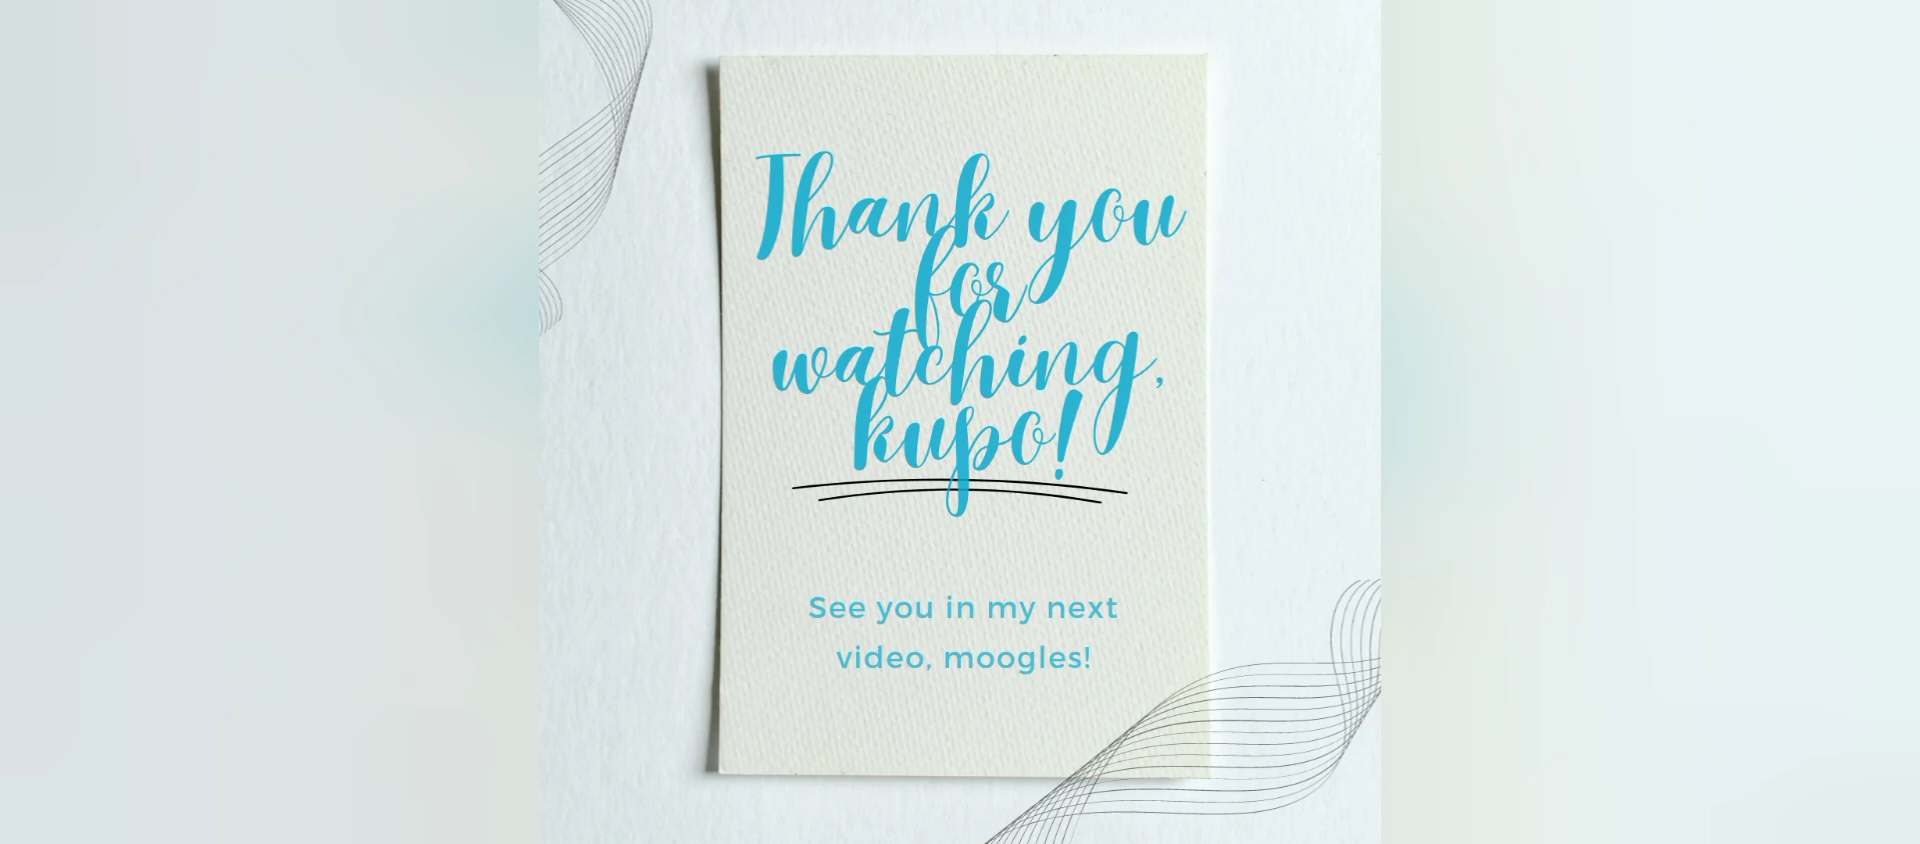 Thank you
for
watching,
kupo!
See you in my next
video, moogles!